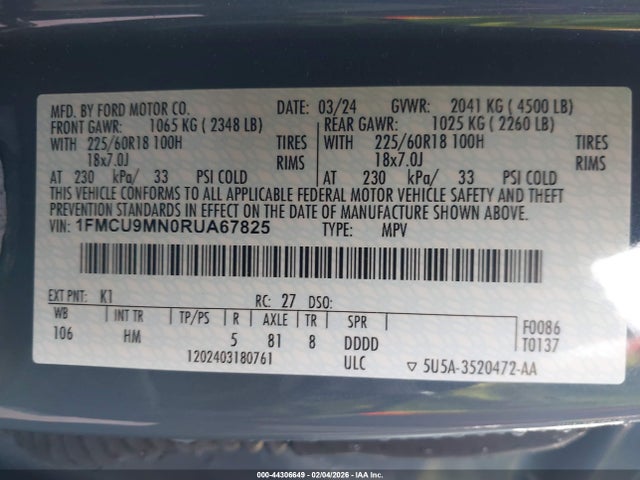 MFD. BY FORD MOTOR CO. DATE: 03/24 GVWR: 2041 KG ( 4500 LB)
FRONT GAWR: 1065 KG ( 2348 LB) REAR GAWR: 1025 KG ( 2260 LB)
WITH 225/60R18 100H TIRES WITH 225/60R18 100H TIRES
18x7.0J RIMS 18x7.0J RIMS
AT 230 kPa/ 33 PSI COLD AT 230 kPa/ 33 PSI COLD
THIS VEHICLE CONFORMS TO ALL APPLICABLE FEDERAL MOTOR VEHICLE SAFETY AND THEFT
PREVENTION STANDARDS IN EFFECT ON THE DATE OF MANUFACTURE SHOWN ABOVE.
VIN: 1FMCU9MN0RUA67825 TYPE: MPV
EXT PNT: K1 RC: 27 DSO:
WB INT TR TP/PS R AXLE TR SPR F0086
106 HM 5 81 8 DDDD T0137
1202403180761 ULC ▽ 5U5A-3520472-AA
000-44306649 - 02/04/2026 - IAA Inc.